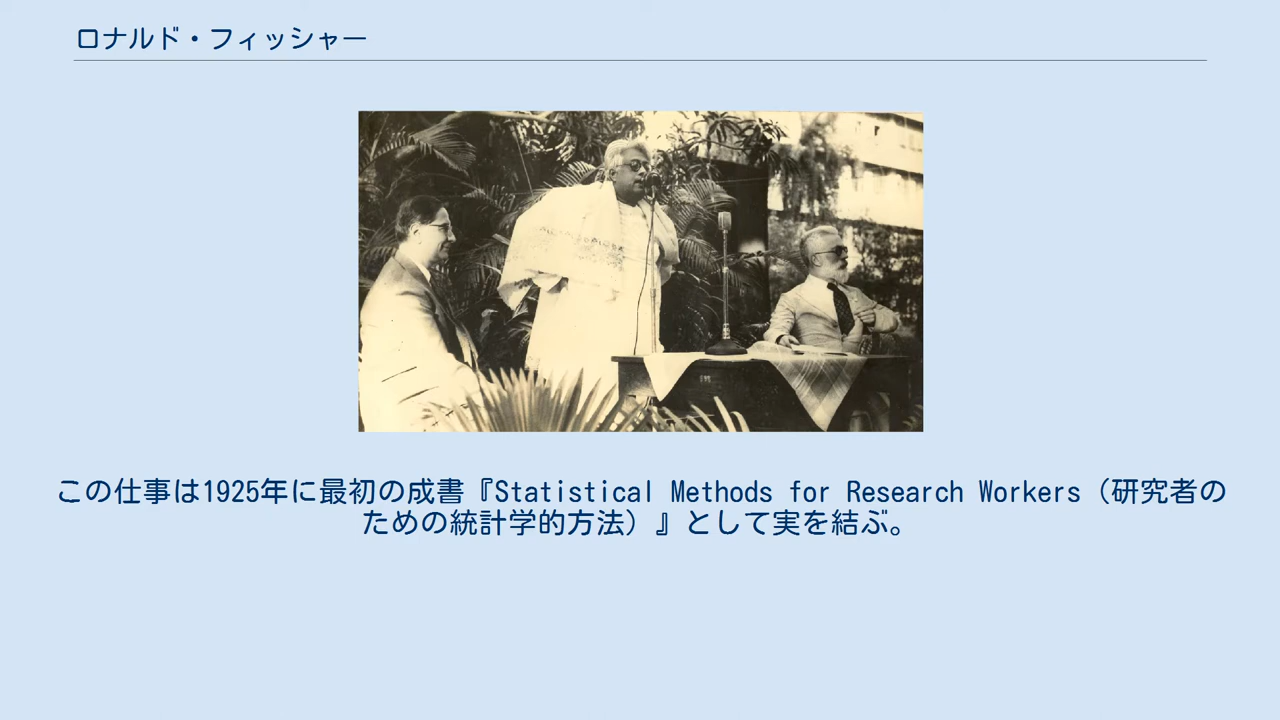 ロナルド・フィッシャー
この仕事は1925年に最初の成書『Statistical Methods for Research Workers（研究者の
ための統計学的方法）』として実を結ぶ。